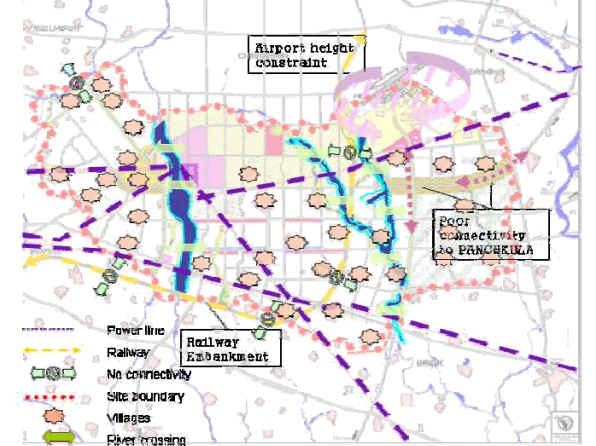 Airport height
constraint
Poor
connectivity
to PANCHKULA
Railway
Embankment
Power line
Railway
No connectivity
Site boundary
Villages
River crossing